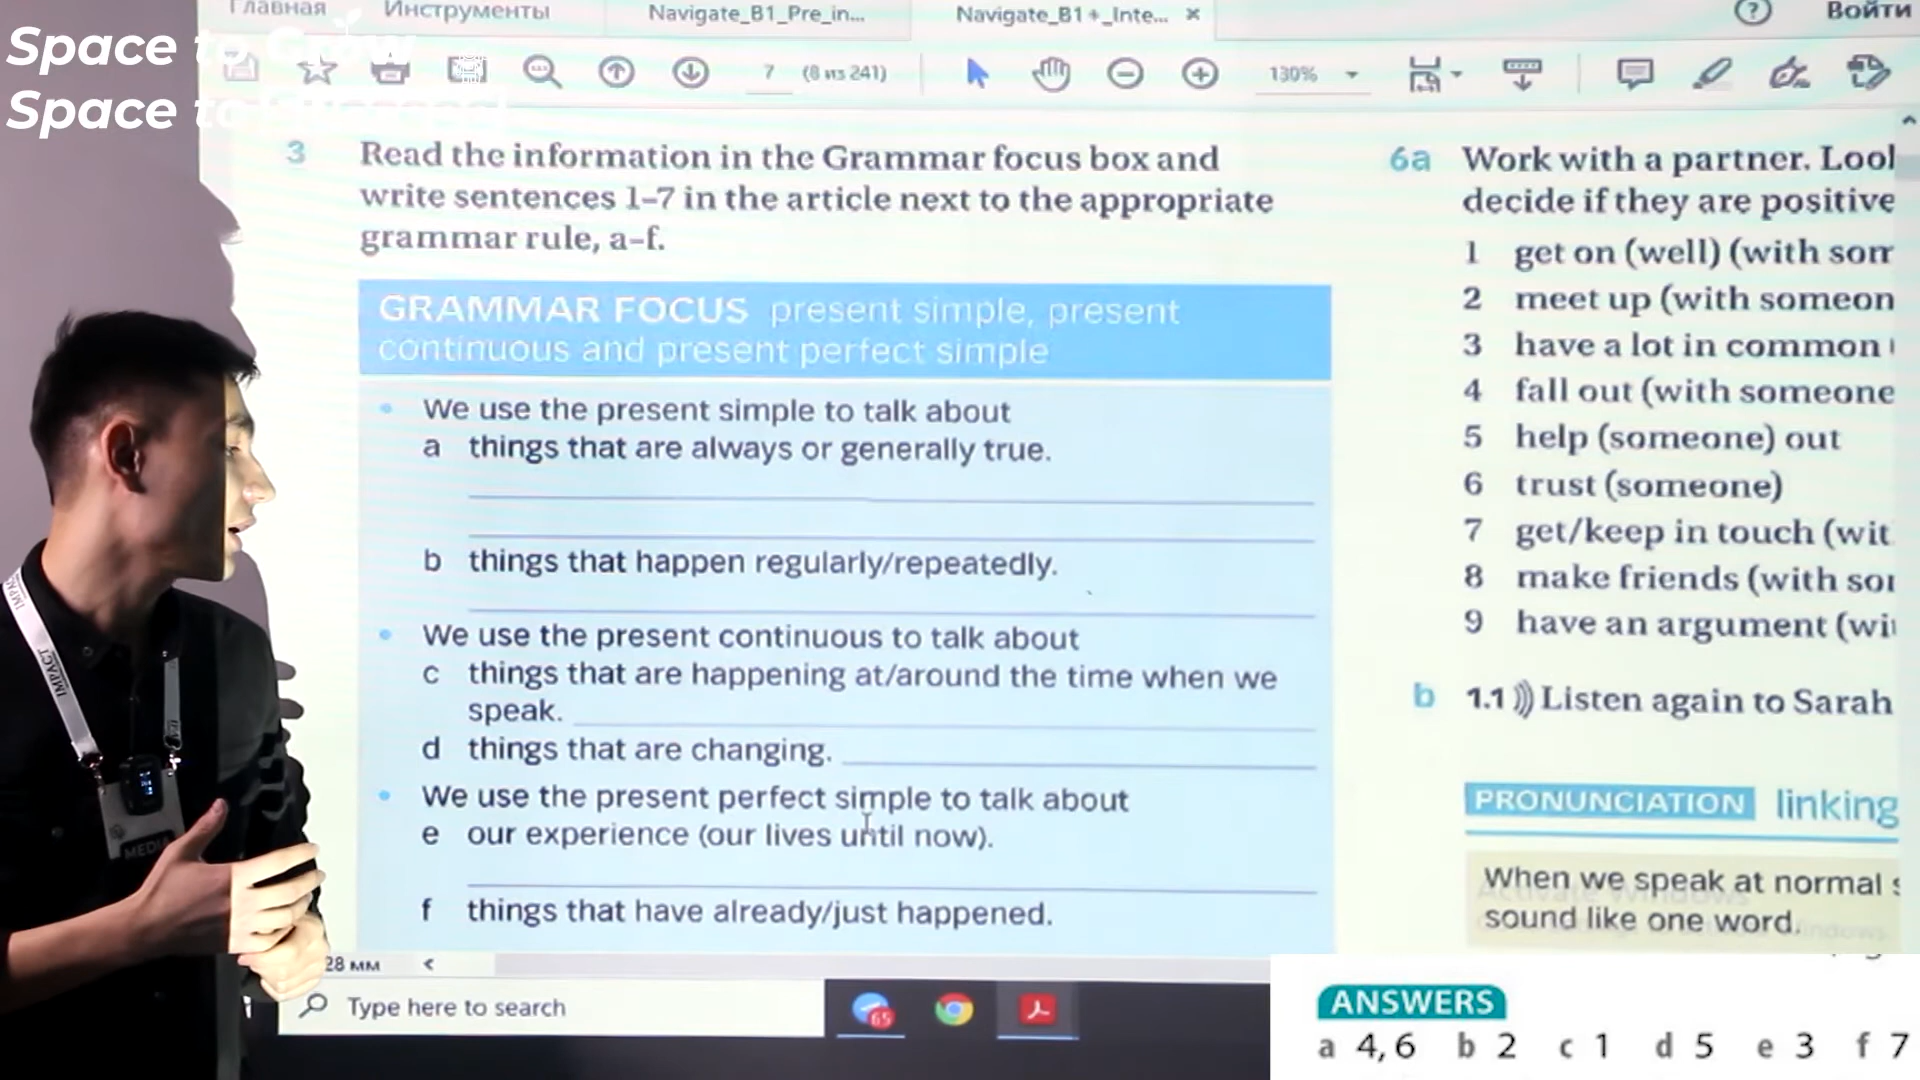 Главная Инструменты Navigate_B1_Pre_in... Navigate_B1+_Inte... × ? Войти
Space to Grow
Space to
7 (8 из 241) 130%
3 Read the information in the Grammar focus box and
write sentences 1–7 in the article next to the appropriate
grammar rule, a–f.
GRAMMAR FOCUS present simple, present
continuous and present perfect simple
• We use the present simple to talk about
a things that are always or generally true.
b things that happen regularly/repeatedly.
• We use the present continuous to talk about
c things that are happening at/around the time when we
speak.
d things that are changing.
• We use the present perfect simple to talk about
e our experience (our lives until now).
f things that have already/just happened.
6a Work with a partner.
decide if they are positive
1 get on (well) (with
2 meet up (with
3 have a lot in common
4 fall out (with someone
5 help (someone) out
6 trust (someone)
7 get/keep in touch
8 make friends (with
9 have an argument
b 1.1 Listen again to Sarah
PRONUNCIATION linking
When we speak at normal
sound like one word.
Activate Windows
28 мм
Type here to search
65
IMPACT
IMPACT
MEDIA
ANSWERS
a 4, 6 b 2 c 1 d 5 e 3 f 7